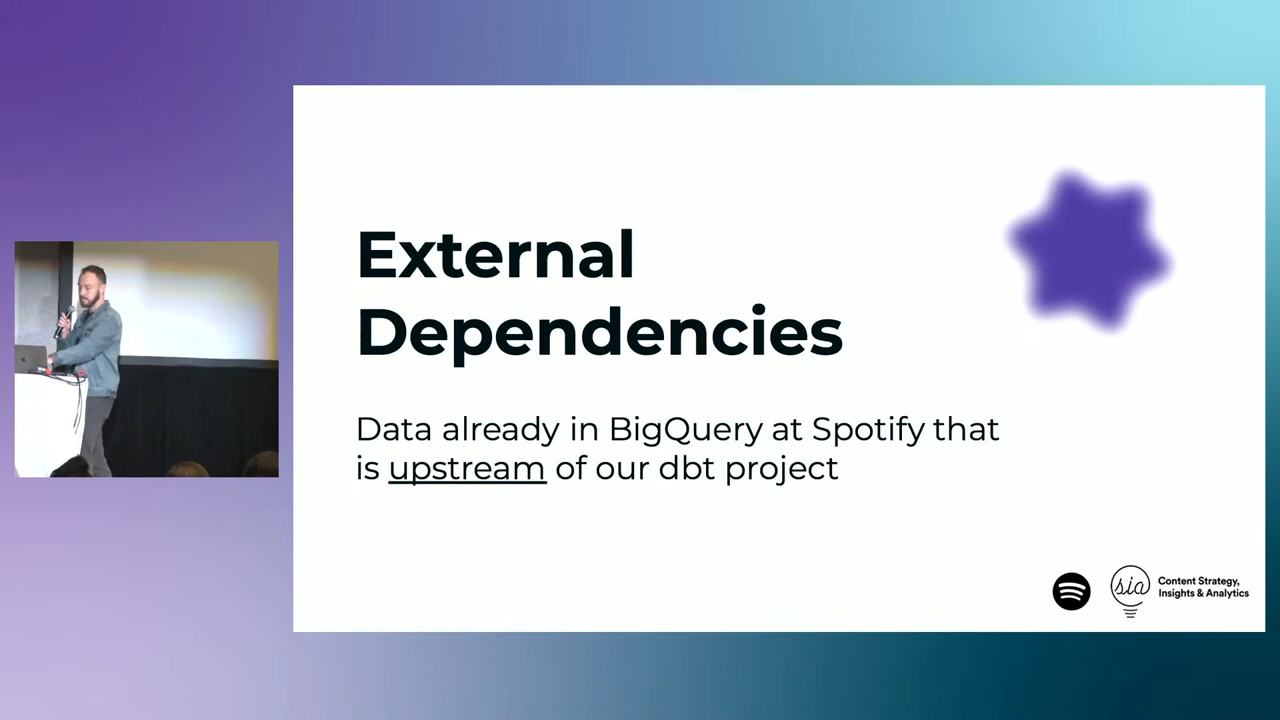 External
Dependencies
Data already in BigQuery at Spotify that
is upstream of our dbt project
sia
Content Strategy,
Insights & Analytics